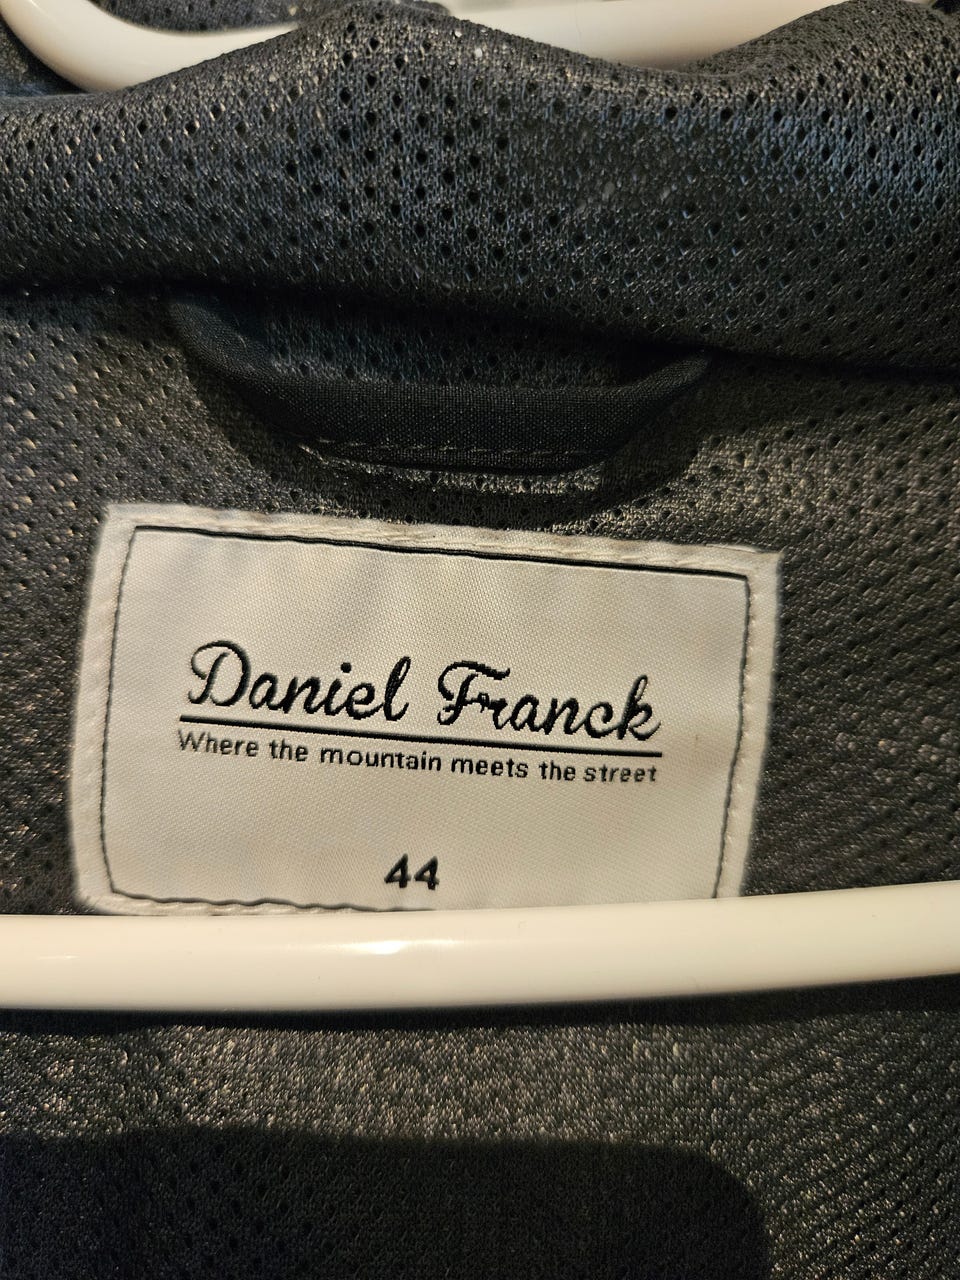 Daniel Franck
Where the mountain meets the street
44